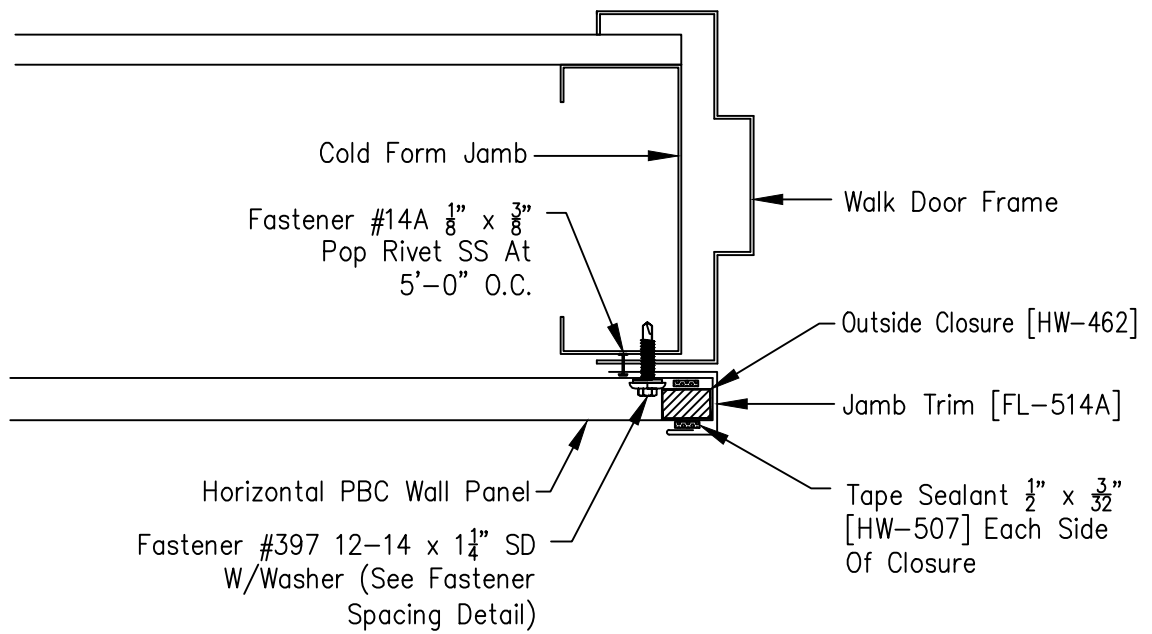 Cold Form Jamb
Fastener #14A 1/8" x 3/8"
Pop Rivet SS At
5'-0" O.C.
Walk Door Frame
Outside Closure [HW-462]
Jamb Trim [FL-514A]
Horizontal PBC Wall Panel
Tape Sealant 1/2" x 3/32"
[HW-507] Each Side
Of Closure
Fastener #397 12-14 x 1 1/4" SD
W/Washer (See Fastener
Spacing Detail)